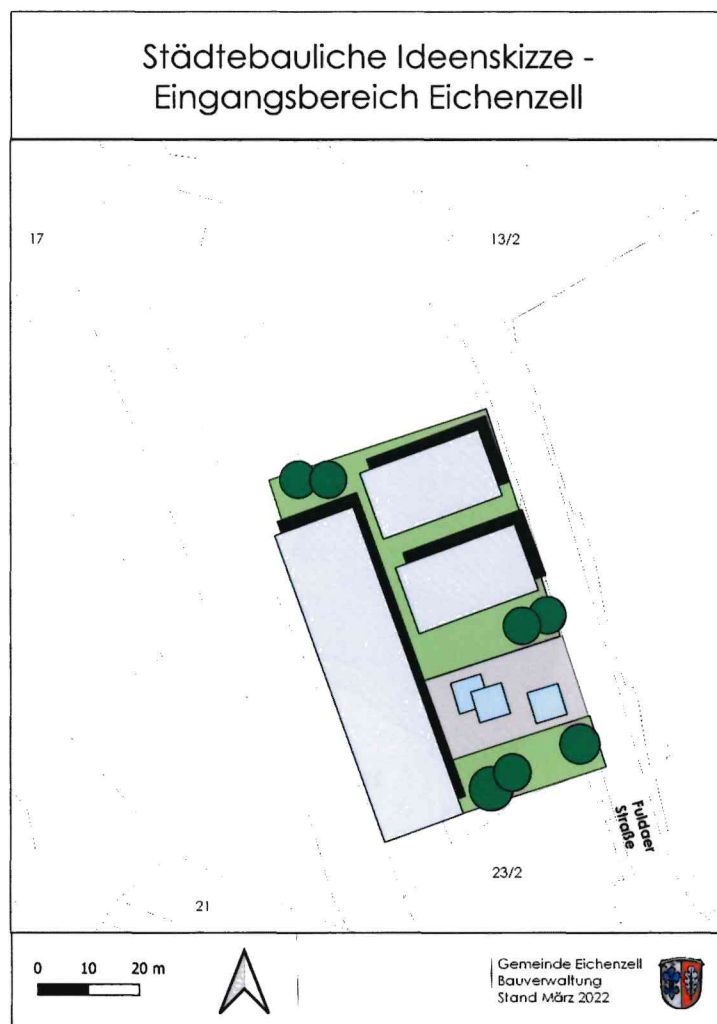 Städtebauliche Ideenskizze -
Eingangsbereich Eichenzell
17
13/2
Fuldaer
Straße
23/2
21
0 10 20 m
Gemeinde Eichenzell
Bauverwaltung
Stand März 2022